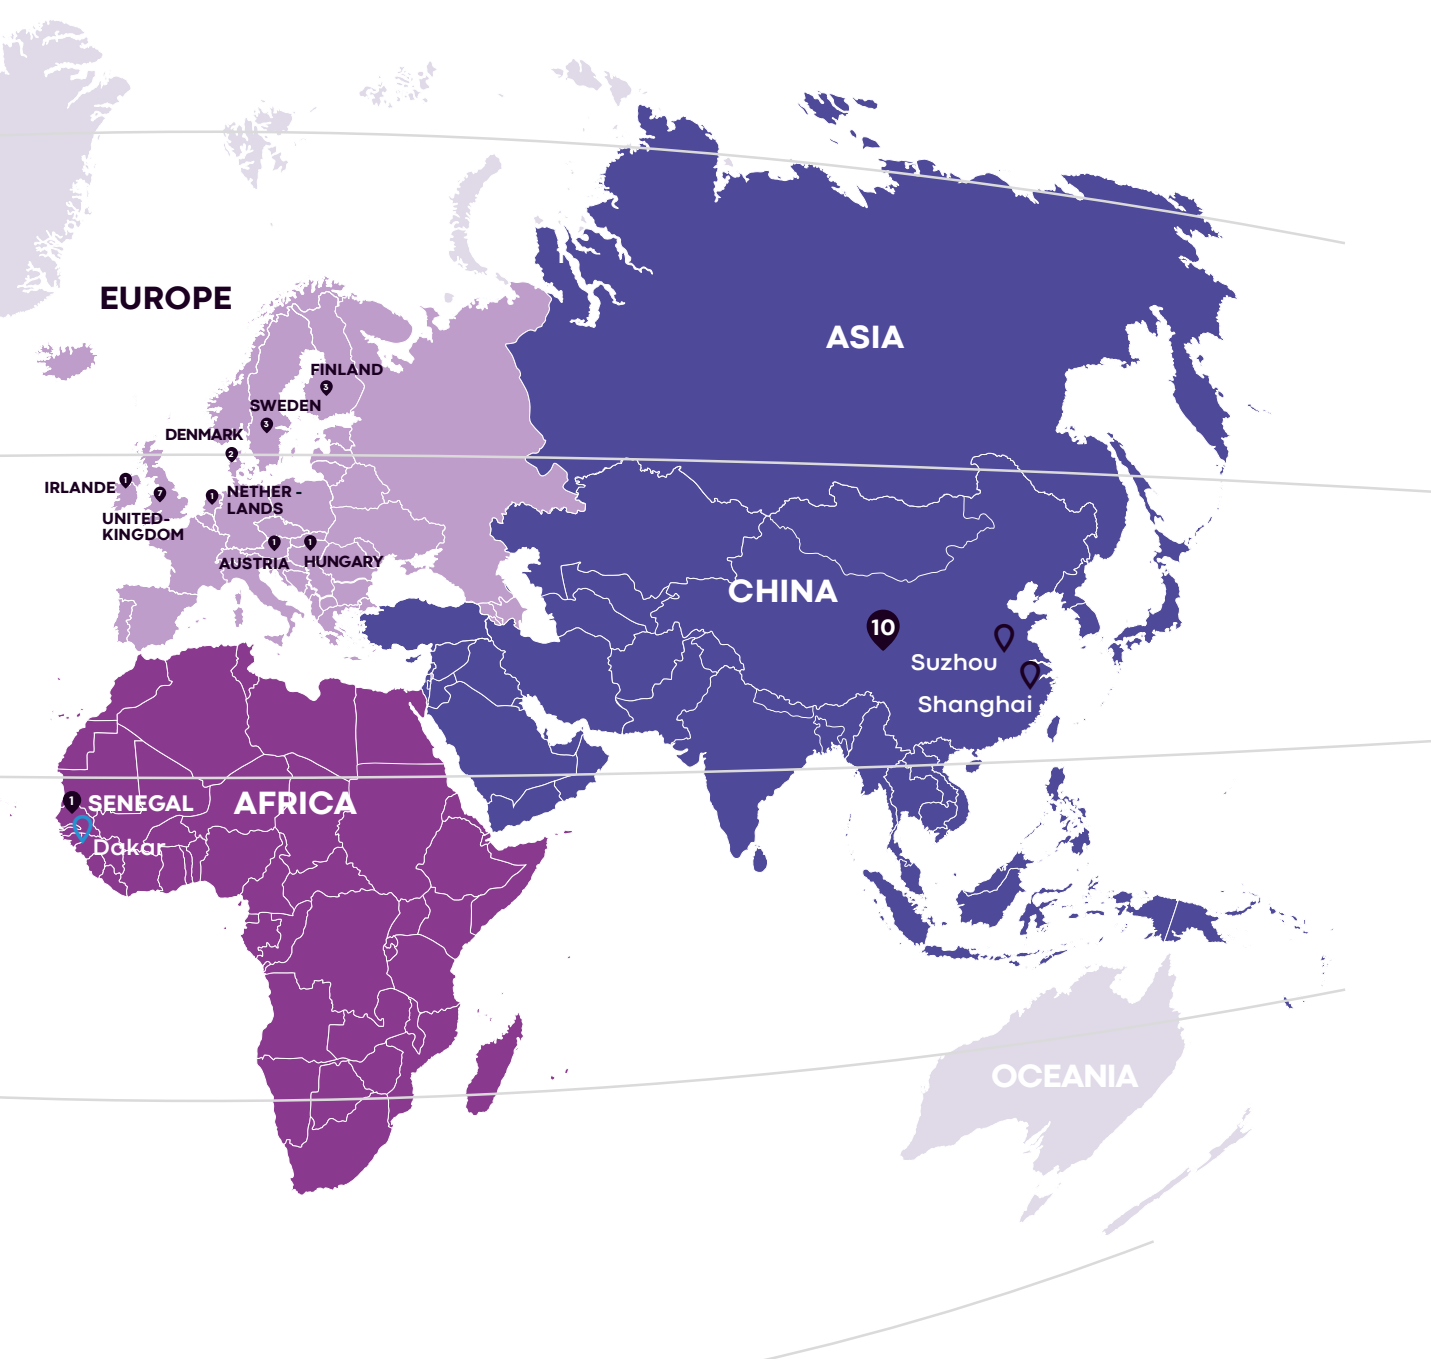 EUROPE
ASIA
FINLAND
3
SWEDEN
3
DENMARK
2
IRLANDE
1
7
UNITED-
KINGDOM
1
NETHER -
LANDS
1
AUSTRIA
1
HUNGARY
CHINA
10
Suzhou
Shanghai
1
SENEGAL
AFRICA
Dakar
OCEANIA